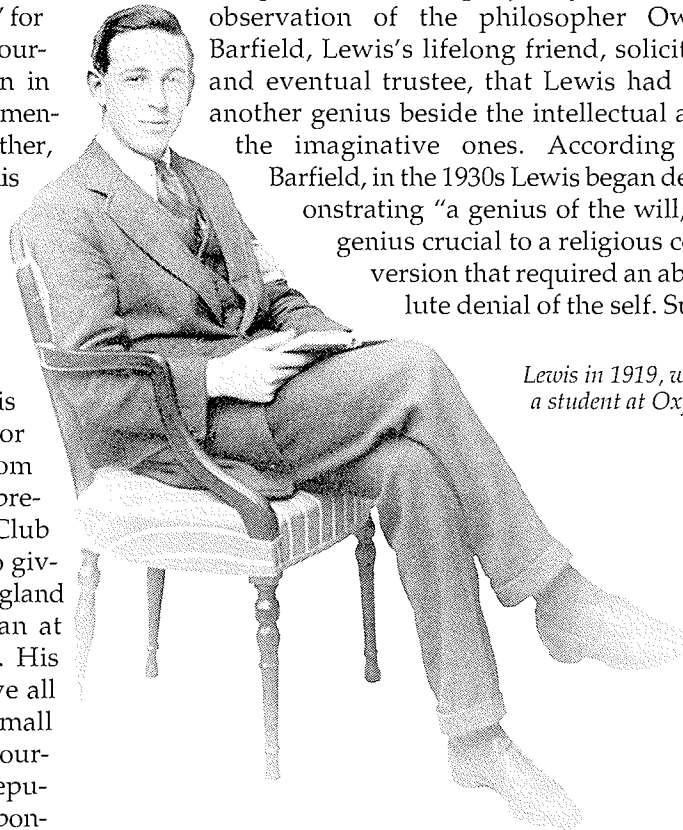 ’ for
our-
n in
men-
ther,
is
is
or
om
pre-
Club
o giv-
gland
an at
. His
ve all
mall
our-
epu-
pon-
observation of the philosopher Ow
Barfield, Lewis’s lifelong friend, solicit
and eventual trustee, that Lewis had
another genius beside the intellectual a
the imaginative ones. According
Barfield, in the 1930s Lewis began de
onstrating “a genius of the will,
genius crucial to a religious co
version that required an ab
lute denial of the self. Su
Lewis in 1919, w
a student at Oxf